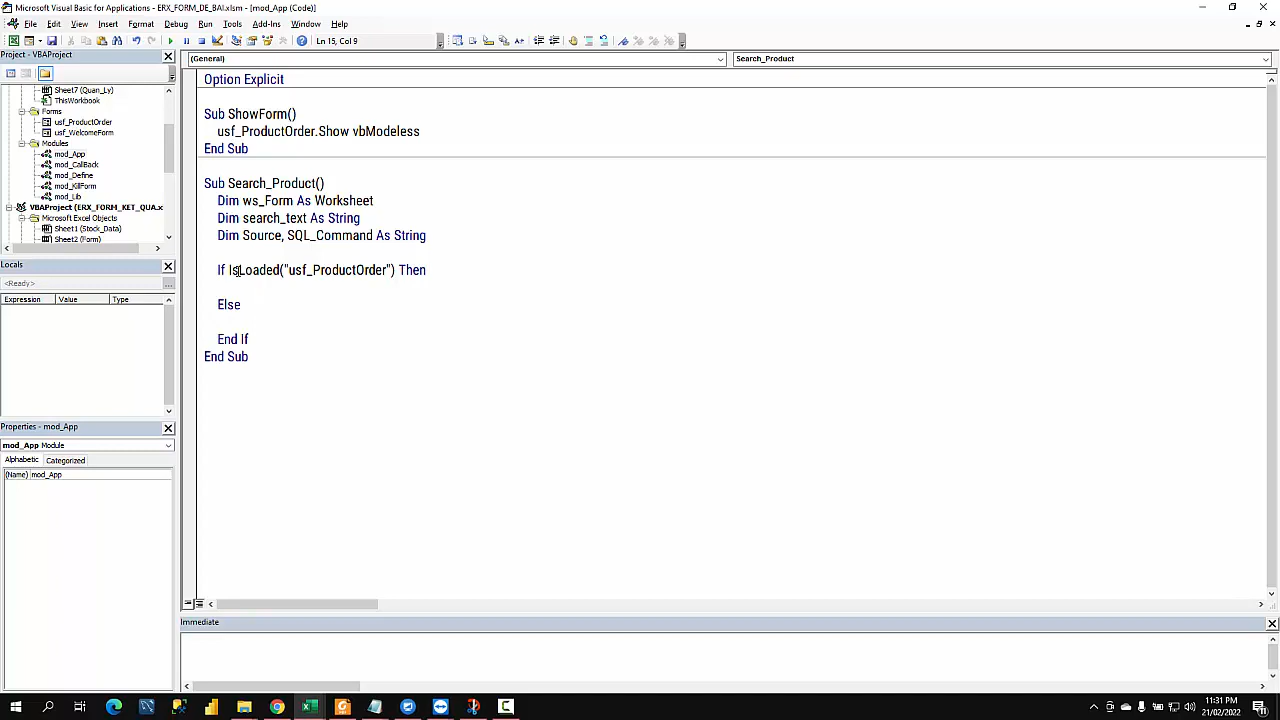 Microsoft Visual Basic for Applications - ERX_FORM_DE_BAI.xlsm - [mod_App (Code)]
File Edit View Insert Format Debug Run Tools Add-Ins Window Help
Ln 15, Col 9
Project - VBAProject
(General)
Search_Product
Sheet7 (Quan_Ly)
ThisWorkbook
Forms
usf_ProductOrder
usf_WelcomeForm
Modules
mod_App
mod_CallBack
mod_Define
mod_KillForm
mod_Lib
VBAProject (ERX_FORM_KET_QUA.x
Microsoft Excel Objects
Sheet1 (Stock_Data)
Sheet2 (Form)
Option Explicit
Sub ShowForm()
usf_ProductOrder.Show vbModeless
End Sub
Sub Search_Product()
Dim ws_Form As Worksheet
Dim search_text As String
Dim Source, SQL_Command As String
If IsLoaded("usf_ProductOrder") Then
Else
End If
End Sub
Locals
<Ready>
Expression Value Type
Properties - mod_App
mod_App Module
Alphabetic Categorized
(Name) mod_App
Immediate
11:31 PM
21/02/2022